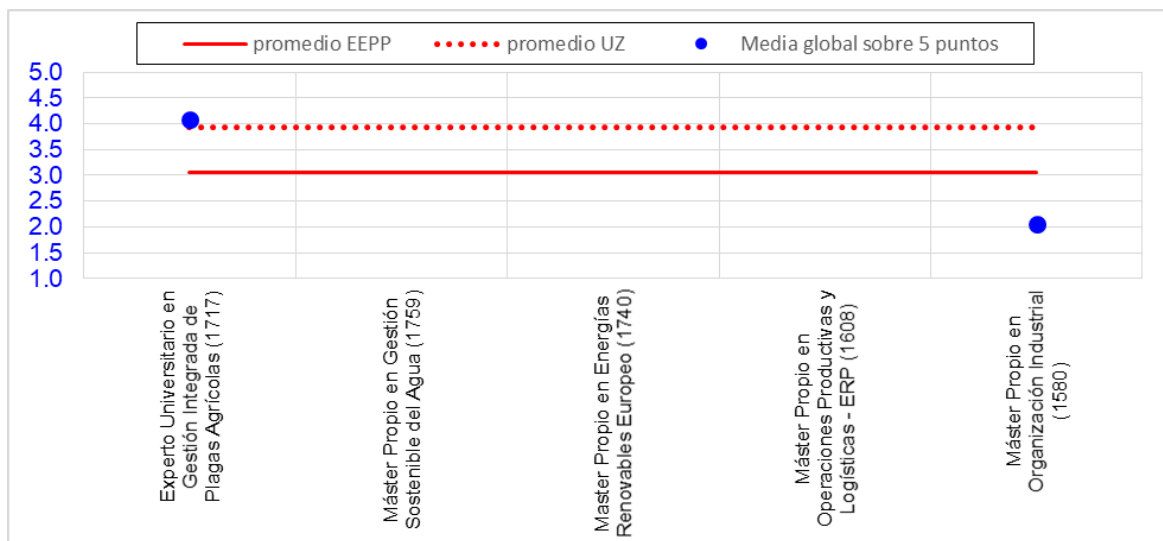 promedio EEPP
promedio UZ
Media global sobre 5 puntos
5.0
4.5
4.0
3.5
3.0
2.5
2.0
1.5
1.0
Experto Universitario en
Gestión Integrada de
Plagas Agrícolas (1717)
Máster Propio en Gestión
Sostenible del Agua (1759)
Master Propio en Energías
Renovables Europeo (1740)
Máster Propio en
Operaciones Productivas y
Logísticas - ERP (1608)
Máster Propio en
Organización Industrial
(1580)